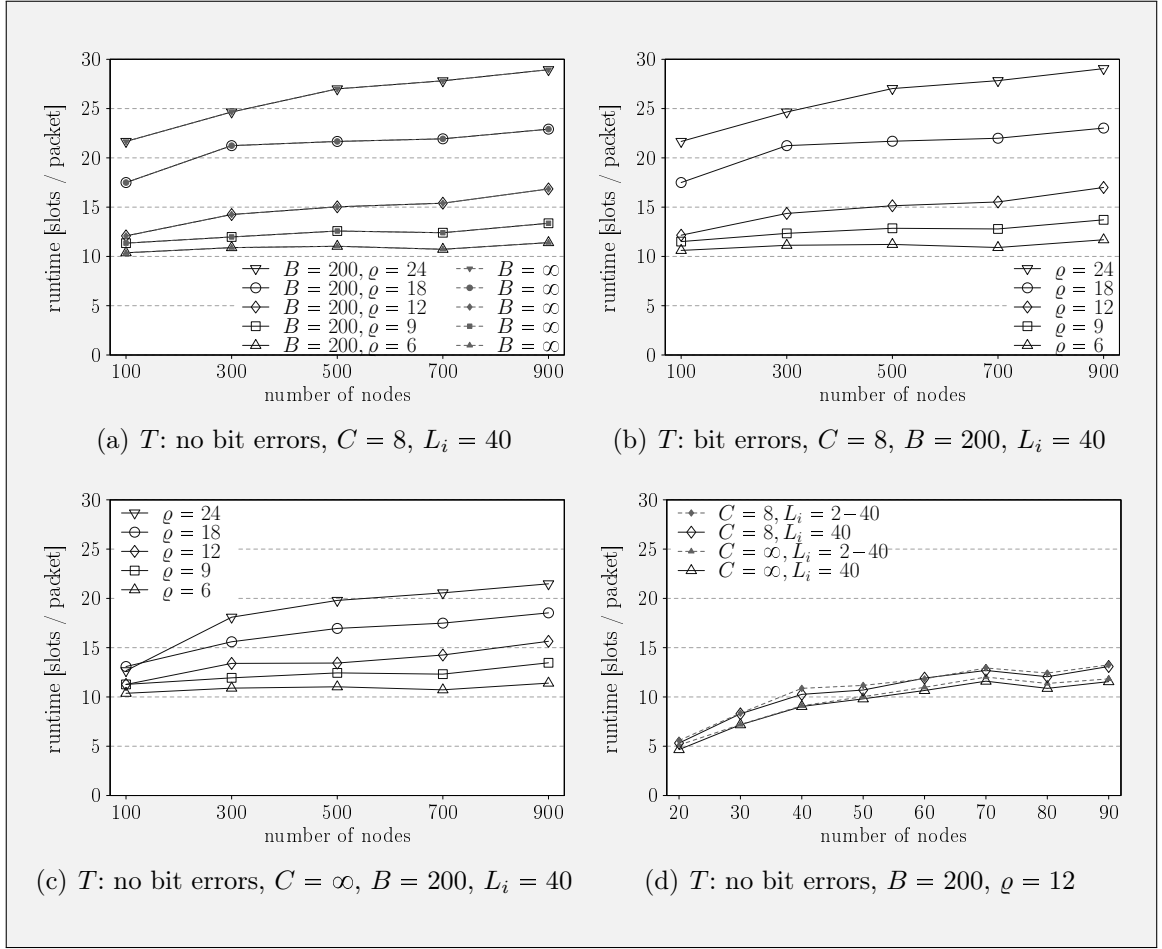 30
25
20
15
10
5
0
runtime [slots / packet]
B = 200, ϱ = 24 B = ∞
B = 200, ϱ = 18 B = ∞
B = 200, ϱ = 12 B = ∞
B = 200, ϱ = 9 B = ∞
B = 200, ϱ = 6 B = ∞
100 300 500 700 900
number of nodes
(a) T: no bit errors, C = 8, L_i = 40
30
25
20
15
10
5
0
runtime [slots / packet]
ϱ = 24
ϱ = 18
ϱ = 12
ϱ = 9
ϱ = 6
100 300 500 700 900
number of nodes
(b) T: bit errors, C = 8, B = 200, L_i = 40
30
25
20
15
10
5
0
runtime [slots / packet]
ϱ = 24
ϱ = 18
ϱ = 12
ϱ = 9
ϱ = 6
100 300 500 700 900
number of nodes
(c) T: no bit errors, C = ∞, B = 200, L_i = 40
30
25
20
15
10
5
0
runtime [slots / packet]
C = 8, L_i = 2−40
C = 8, L_i = 40
C = ∞, L_i = 2−40
C = ∞, L_i = 40
20 30 40 50 60 70 80 90
number of nodes
(d) T: no bit errors, B = 200, ϱ = 12